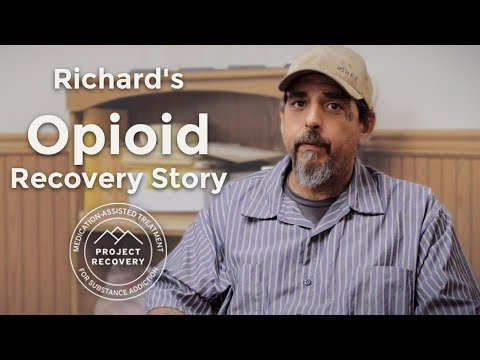 Richard's
Opioid
Recovery Story
MEDICATION-ASSISTED TREATMENT
PROJECT
RECOVERY
FOR SUBSTANCE ADDICTION